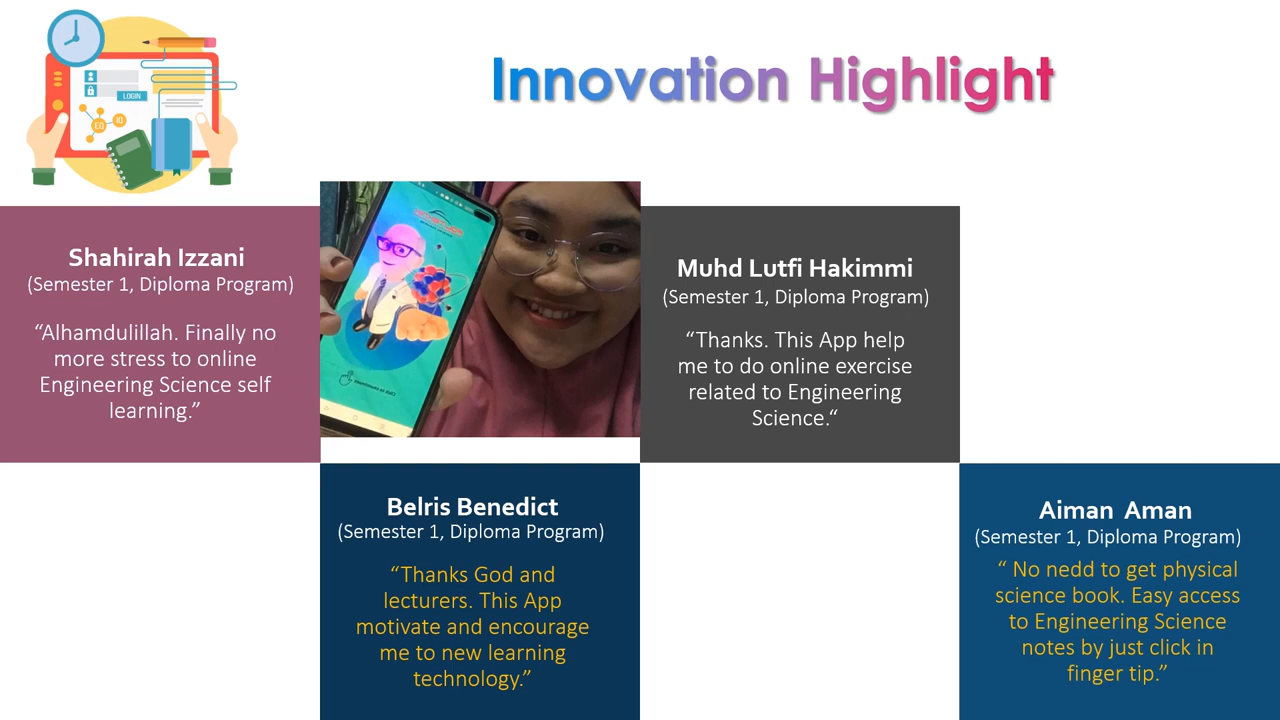 Innovation Highlight
LOGIN
Shahirah Izzani
(Semester 1, Diploma Program)
“Alhamdulillah. Finally no
more stress to online
Engineering Science self
learning.”
Muhd Lutfi Hakimmi
(Semester 1, Diploma Program)
“Thanks. This App help
me to do online exercise
related to Engineering
Science.“
Belris Benedict
(Semester 1, Diploma Program)
“Thanks God and
lecturers. This App
motivate and encourage
me to new learning
technology.”
Aiman Aman
(Semester 1, Diploma Program)
“ No nedd to get physical
science book. Easy access
to Engineering Science
notes by just click in
finger tip.”